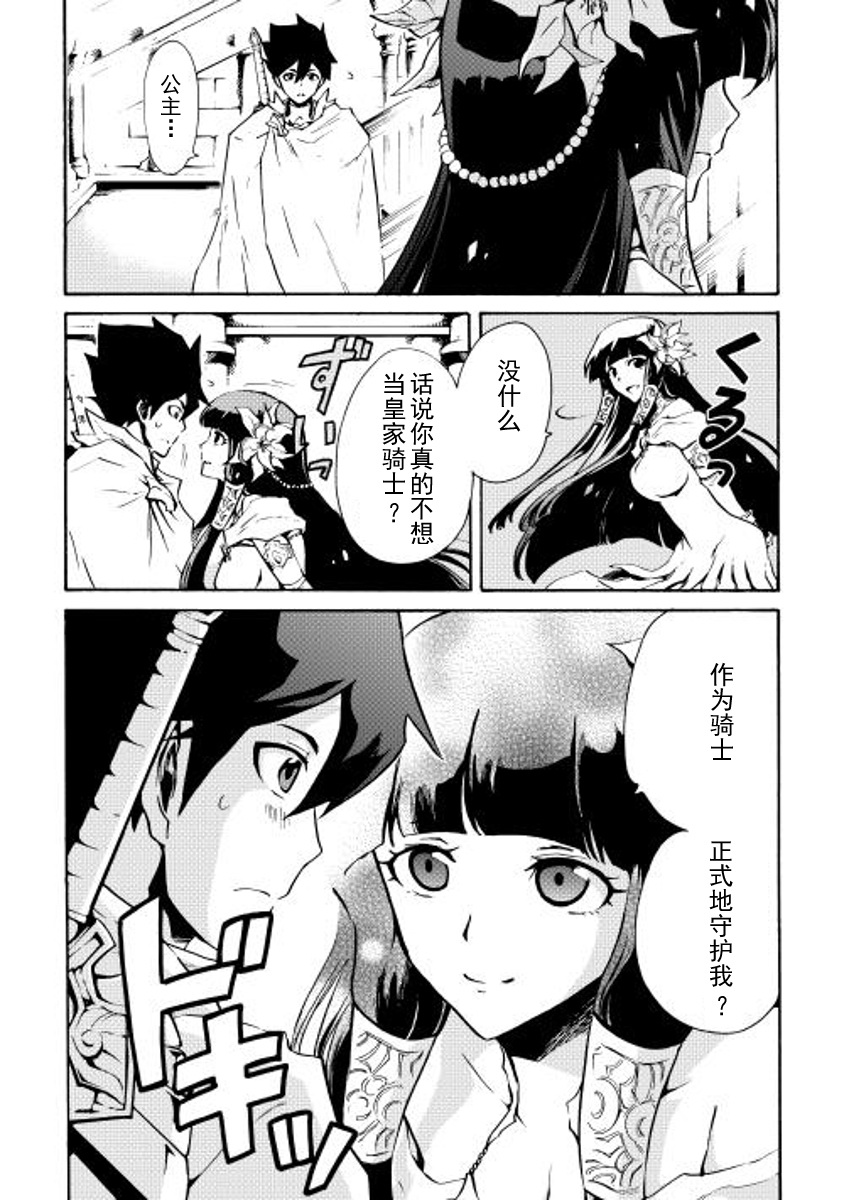 公主…
くるっ
没什么
话说你真的不想
当皇家骑士？
ずいっ
作为骑士
正式地守护我？
ドキッ